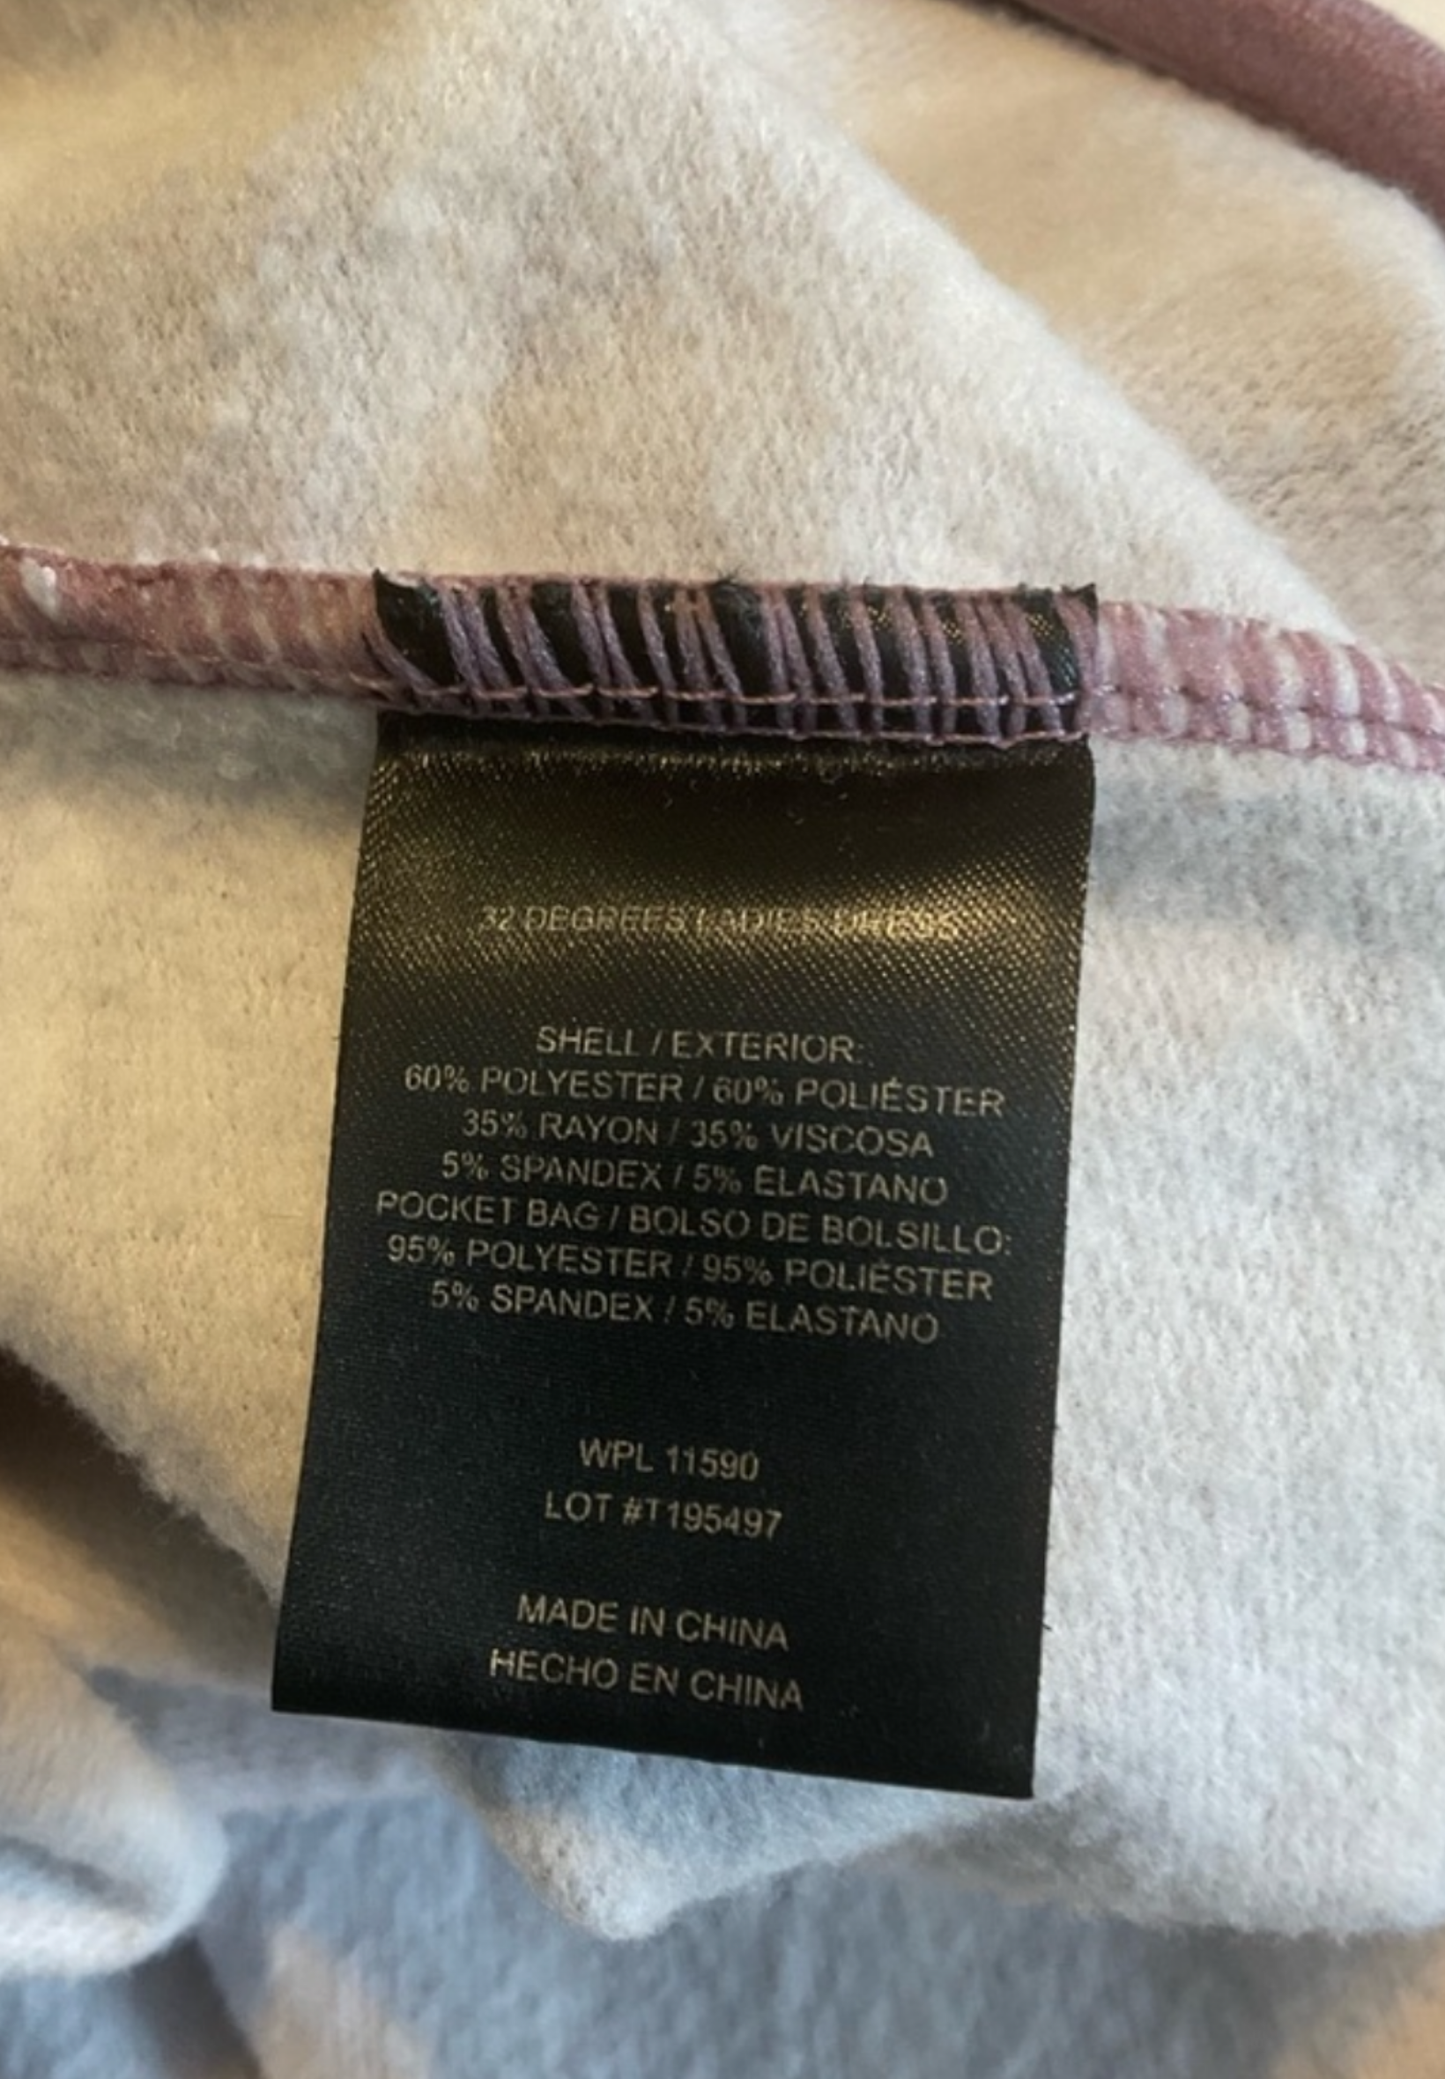 32 DEGREES LADIES DRESS
SHELL / EXTERIOR:
60% POLYESTER / 60% POLIÉSTER
35% RAYON / 35% VISCOSA
5% SPANDEX / 5% ELASTANO
POCKET BAG / BOLSO DE BOLSILLO:
95% POLYESTER / 95% POLIÉSTER
5% SPANDEX / 5% ELASTANO
WPL 11590
LOT #T195497
MADE IN CHINA
HECHO EN CHINA